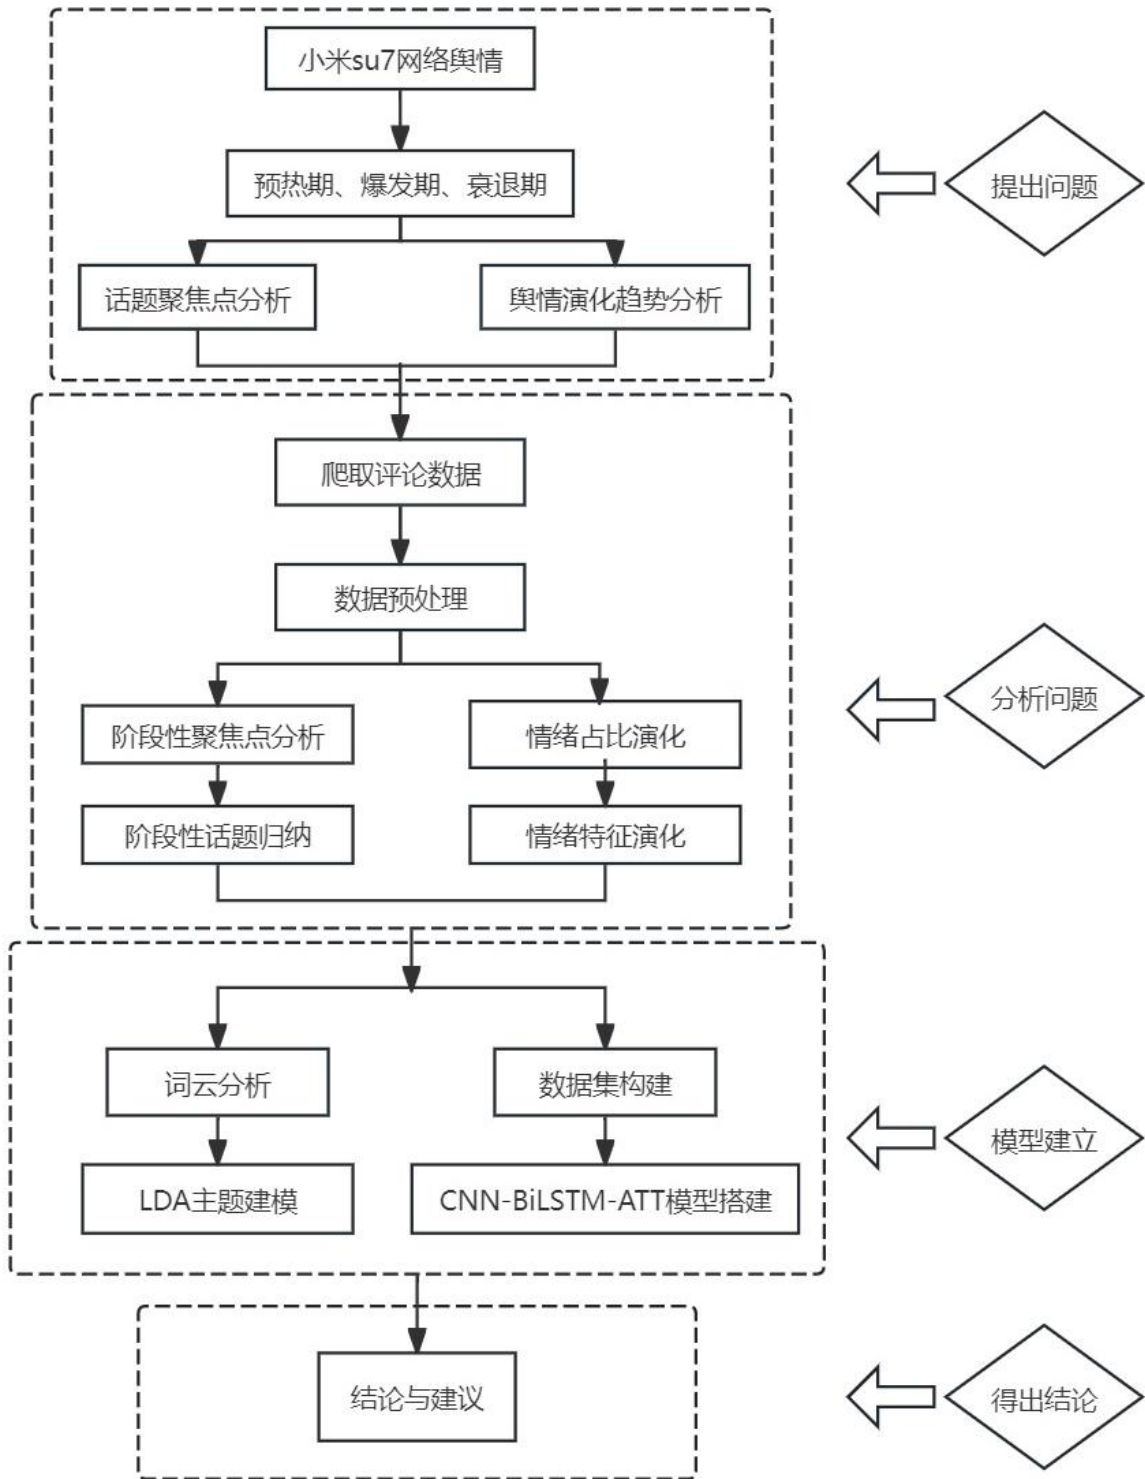 小米su7网络舆情
预热期、爆发期、衰退期
提出问题
话题聚焦点分析
舆情演化趋势分析
爬取评论数据
数据预处理
分析问题
阶段性聚焦点分析
情绪占比演化
阶段性话题归纳
情绪特征演化
词云分析
数据集构建
模型建立
LDA主题建模
CNN-BiLSTM-ATT模型搭建
结论与建议
得出结论